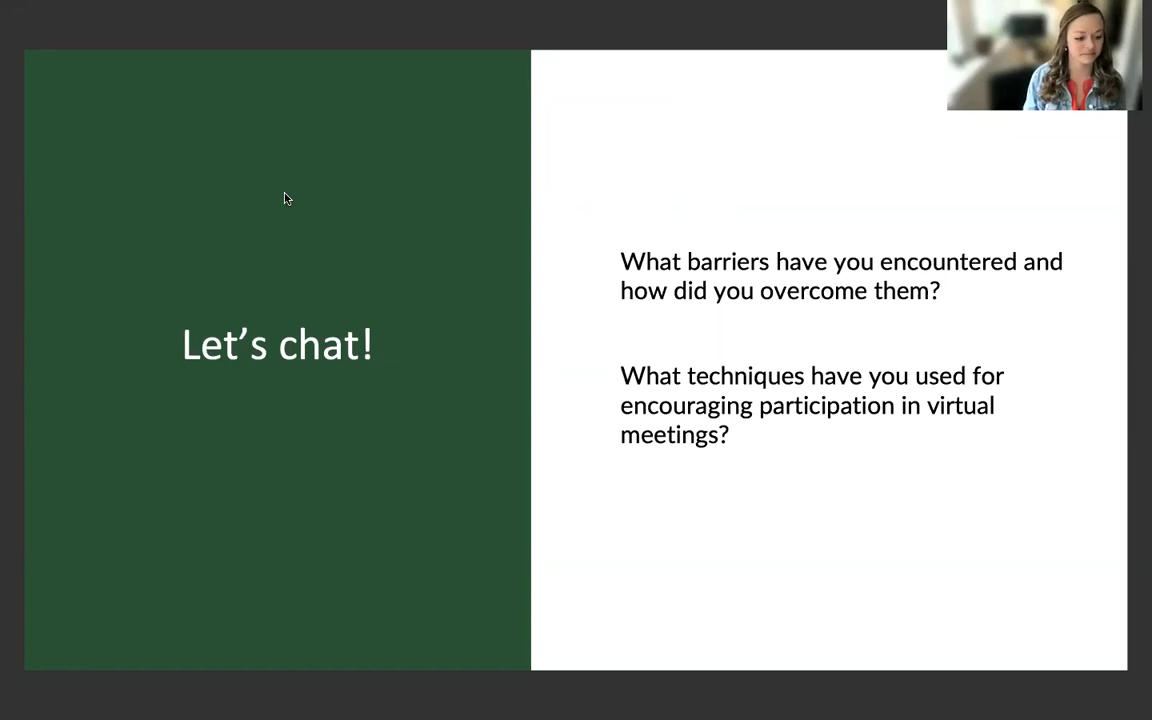 Let’s chat!
What barriers have you encountered and
how did you overcome them?
What techniques have you used for
encouraging participation in virtual
meetings?